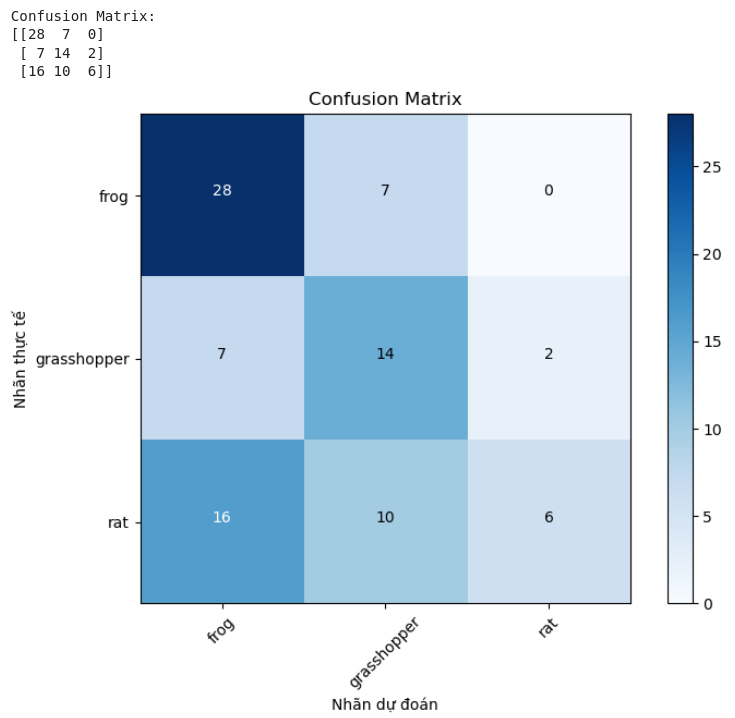 Confusion Matrix:
[[28  7  0]
 [ 7 14  2]
 [16 10  6]]
Confusion Matrix
frog
28
7
0
25
20
Nhãn thực tế
grasshopper
7
14
2
15
10
rat
16
10
6
5
0
frog
grasshopper
rat
Nhãn dự đoán